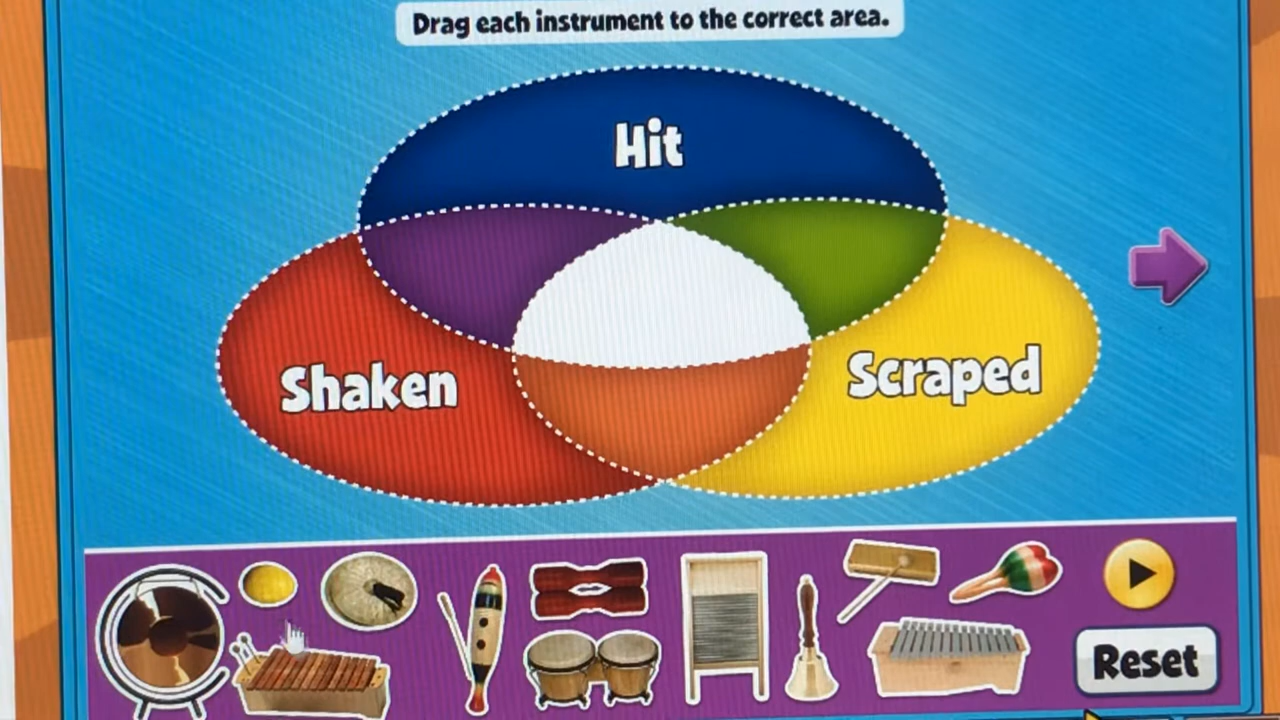 Drag each instrument to the correct area.
Hit
Shaken
Scraped
Reset